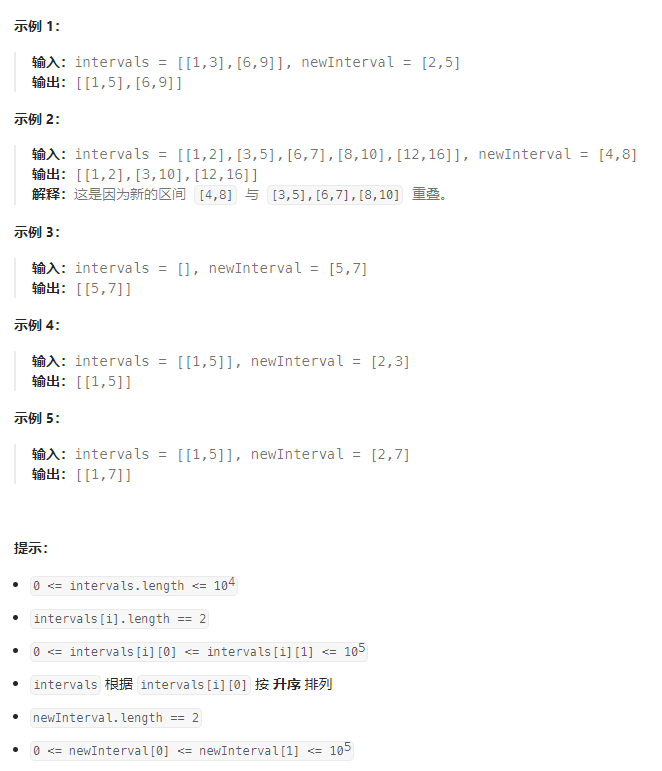 示例 1：
输入：intervals = [[1,3],[6,9]], newInterval = [2,5]
输出：[[1,5],[6,9]]
示例 2：
输入：intervals = [[1,2],[3,5],[6,7],[8,10],[12,16]], newInterval = [4,8]
输出：[[1,2],[3,10],[12,16]]
解释：这是因为新的区间 [4,8] 与 [3,5],[6,7],[8,10] 重叠。
示例 3：
输入：intervals = [], newInterval = [5,7]
输出：[[5,7]]
示例 4：
输入：intervals = [[1,5]], newInterval = [2,3]
输出：[[1,5]]
示例 5：
输入：intervals = [[1,5]], newInterval = [2,7]
输出：[[1,7]]
提示：
• 0 <= intervals.length <= 10⁴
• intervals[i].length == 2
• 0 <= intervals[i][0] <= intervals[i][1] <= 10⁵
• intervals 根据 intervals[i][0] 按 升序 排列
• newInterval.length == 2
• 0 <= newInterval[0] <= newInterval[1] <= 10⁵